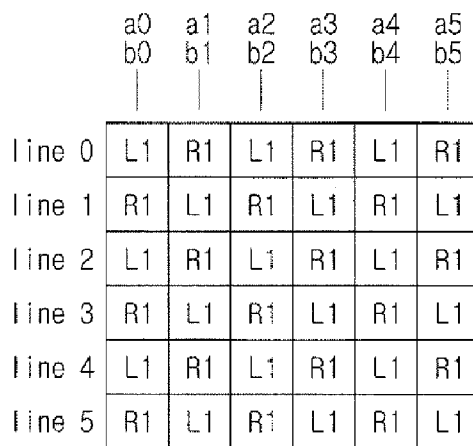 a0 a1 a2 a3 a4 a5
b0 b1 b2 b3 b4 b5
line 0 L1 R1 L1 R1 L1 R1
line 1 R1 L1 R1 L1 R1 L1
line 2 L1 R1 L1 R1 L1 R1
line 3 R1 L1 R1 L1 R1 L1
line 4 L1 R1 L1 R1 L1 R1
line 5 R1 L1 R1 L1 R1 L1